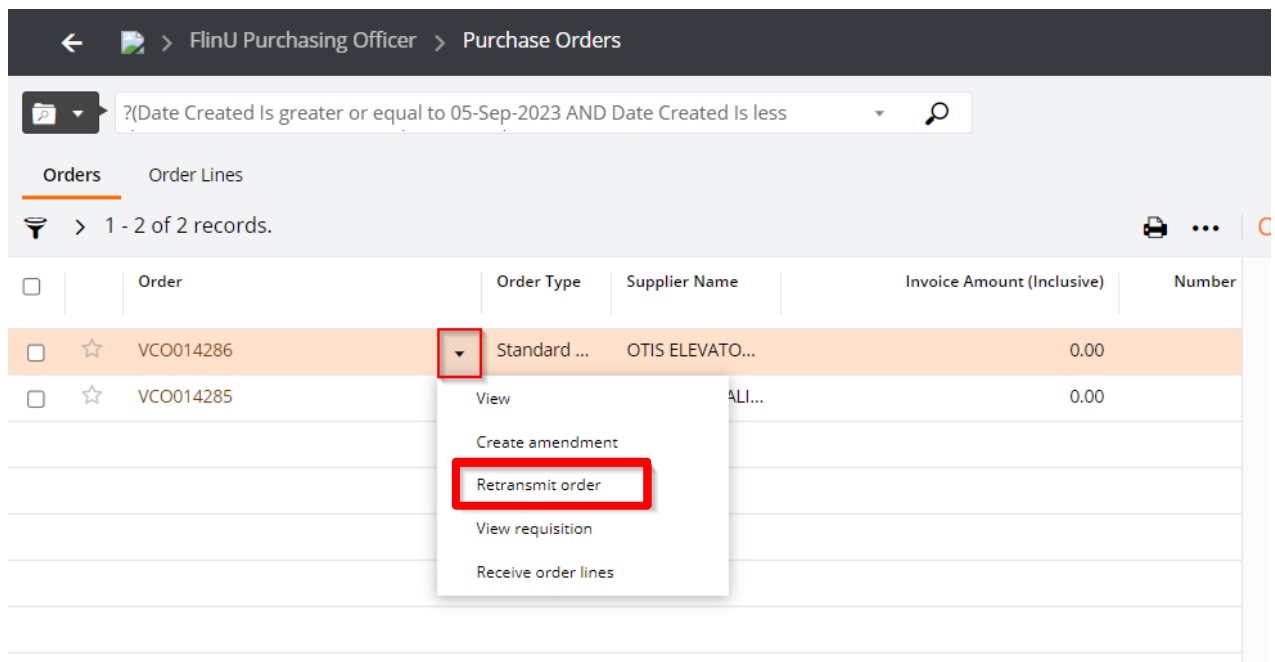 FlinU Purchasing Officer > Purchase Orders
?(Date Created Is greater or equal to 05-Sep-2023 AND Date Created Is less
Orders Order Lines
1 - 2 of 2 records.
Order Order Type Supplier Name Invoice Amount (Inclusive) Number
VCO014286 Standard ... OTIS ELEVATO... 0.00
VCO014285 ALI... 0.00
View
Create amendment
Retransmit order
View requisition
Receive order lines